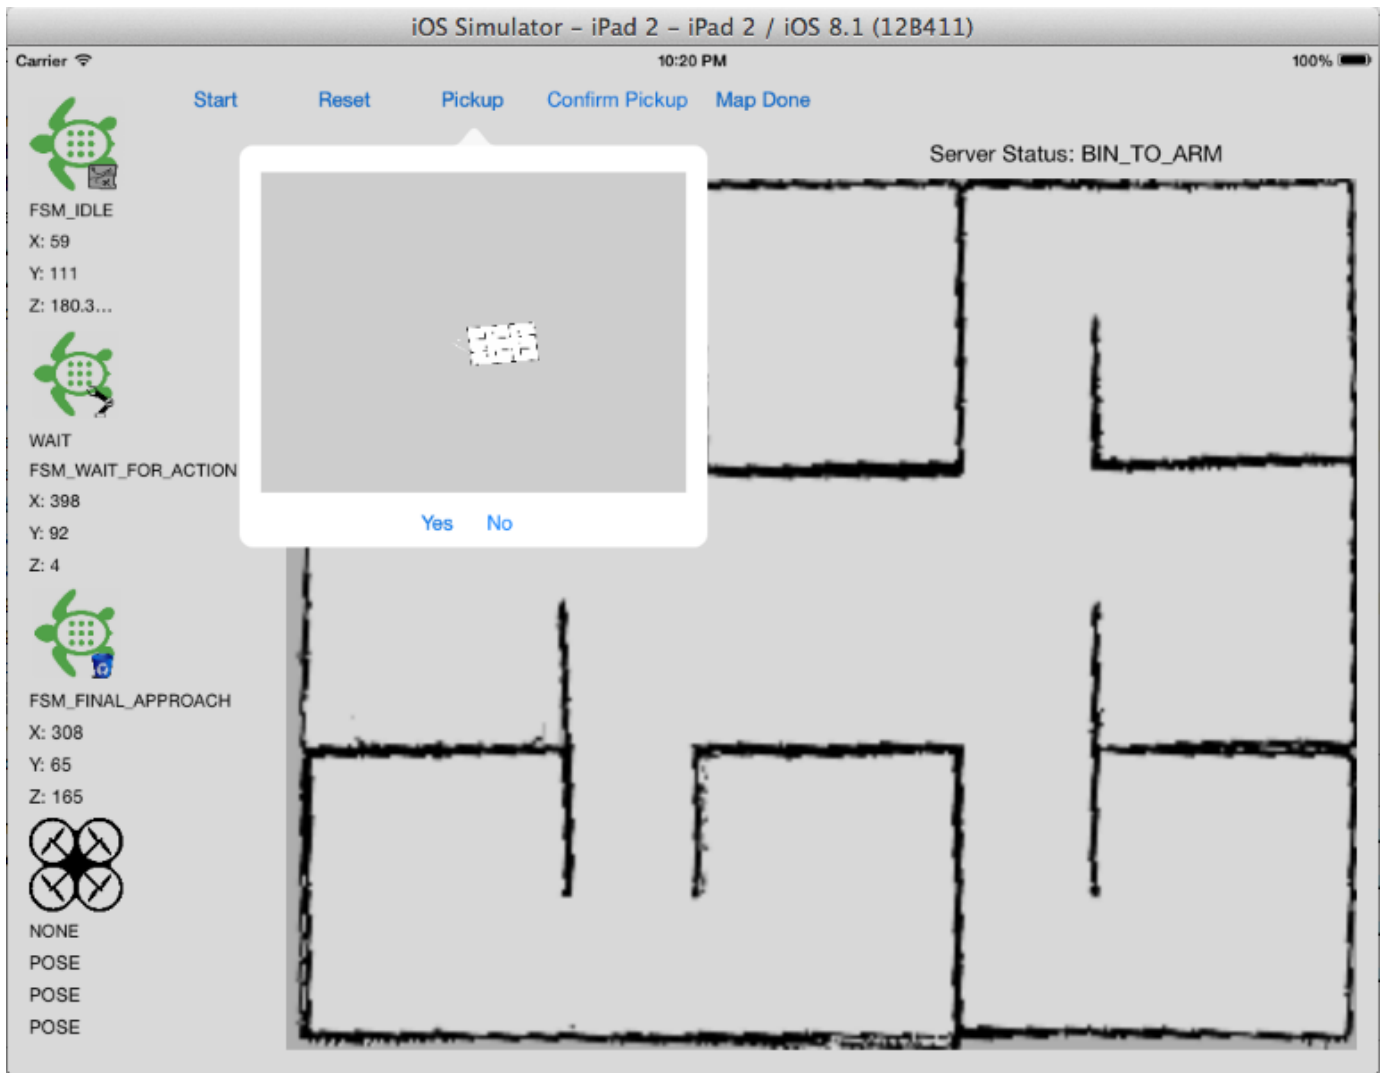 iOS Simulator – iPad 2 – iPad 2 / iOS 8.1 (12B411)
Carrier 10:20 PM 100%
Start Reset Pickup Confirm Pickup Map Done
Server Status: BIN_TO_ARM
FSM_IDLE
X: 59
Y: 111
Z: 180.3...
WAIT
FSM_WAIT_FOR_ACTION
X: 398
Y: 92
Z: 4
Yes No
FSM_FINAL_APPROACH
X: 308
Y: 65
Z: 165
NONE
POSE
POSE
POSE